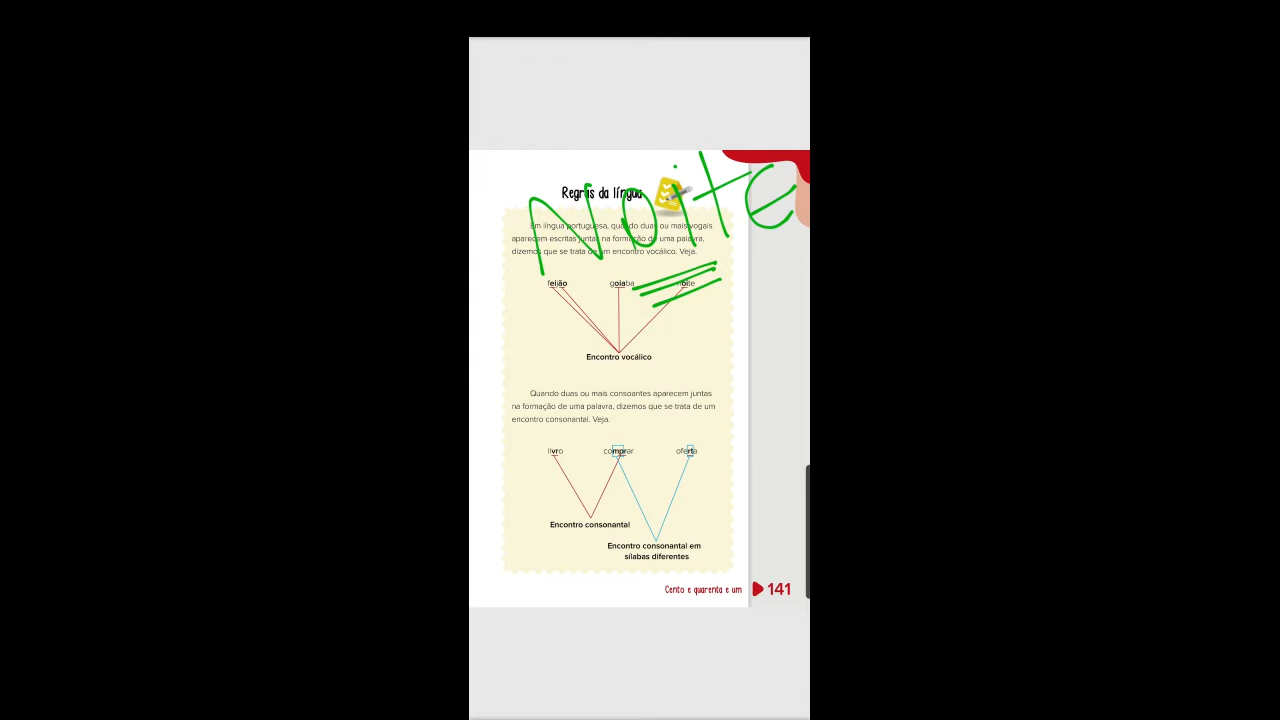 Regras da língua
Noite
Em língua portuguesa, quando duas ou mais vogais
aparecem escritas juntas na formação de uma palavra,
dizemos que se trata de um encontro vocálico. Veja.
feijão goiaba noite
Encontro vocálico
Quando duas ou mais consoantes aparecem juntas
na formação de uma palavra, dizemos que se trata de um
encontro consonantal. Veja.
livro comprar oferta
Encontro consonantal
Encontro consonantal em
sílabas diferentes
Cento e quarenta e um 141